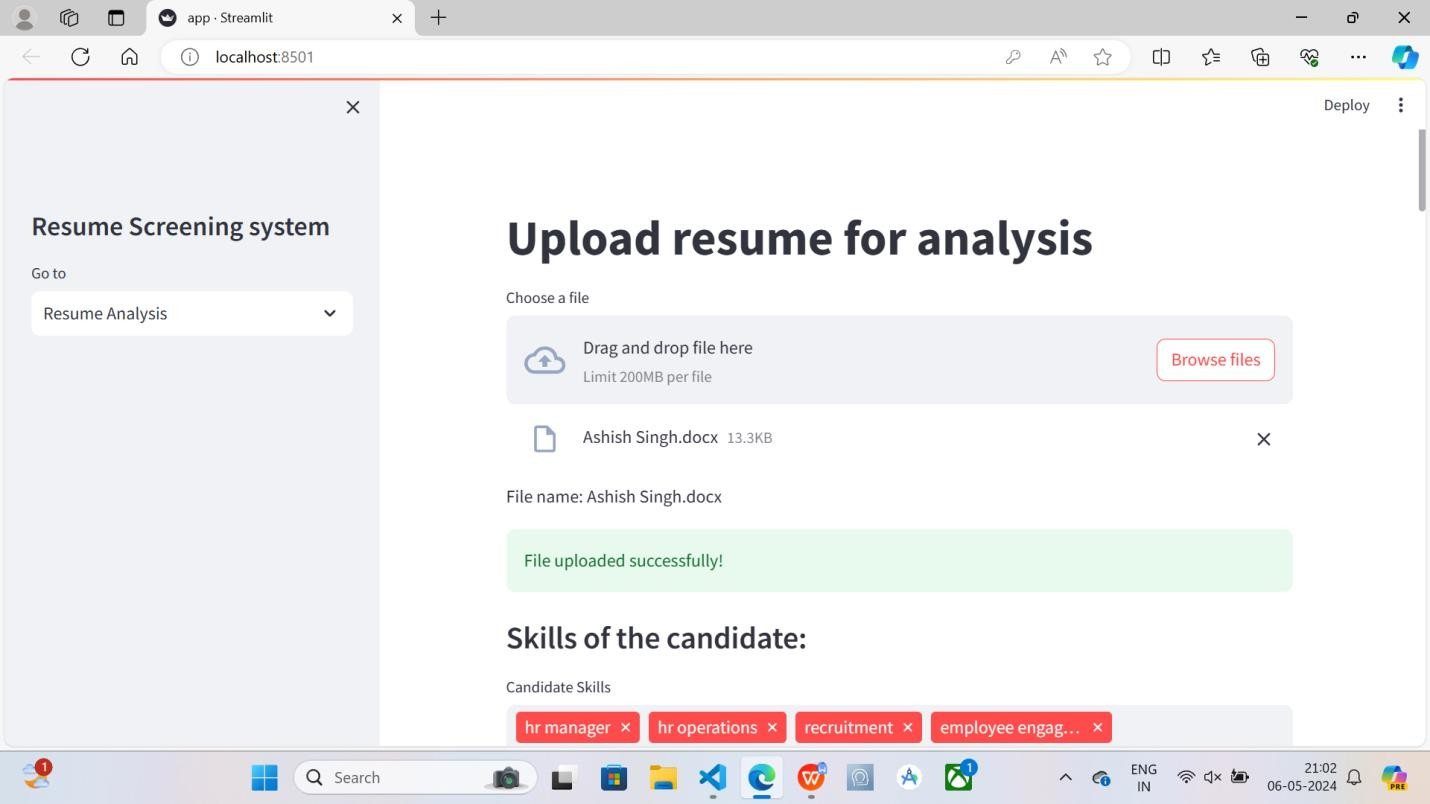 app · Streamlit
localhost:8501
Deploy
Resume Screening system
Go to
Resume Analysis
Upload resume for analysis
Choose a file
Drag and drop file here
Limit 200MB per file
Browse files
Ashish Singh.docx 13.3KB
File name: Ashish Singh.docx
File uploaded successfully!
Skills of the candidate:
Candidate Skills
hr manager × hr operations × recruitment × employee engag... ×
1
Search
1
ENG
IN
21:02
06-05-2024
PRE